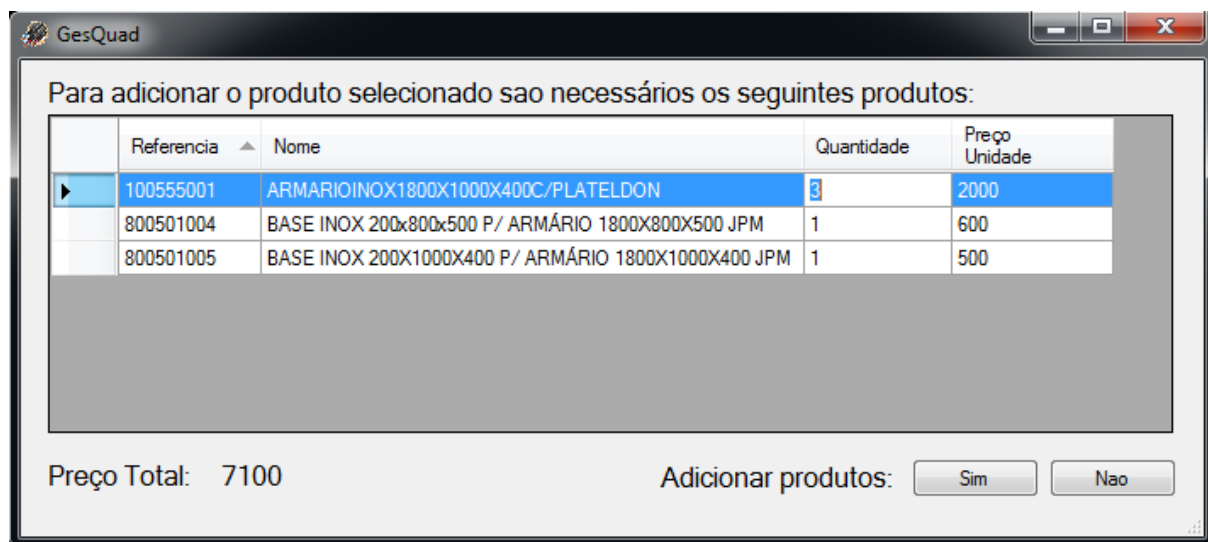 GesQuad
Para adicionar o produto selecionado sao necessários os seguintes produtos:
Referencia Nome Quantidade Preço Unidade
100555001 ARMARIOINOX1800X1000X400C/PLATELDON 3 2000
800501004 BASE INOX 200x800x500 P/ ARMÁRIO 1800X800X500 JPM 1 600
800501005 BASE INOX 200X1000X400 P/ ARMÁRIO 1800X1000X400 JPM 1 500
Preço Total: 7100 Adicionar produtos: Sim Nao